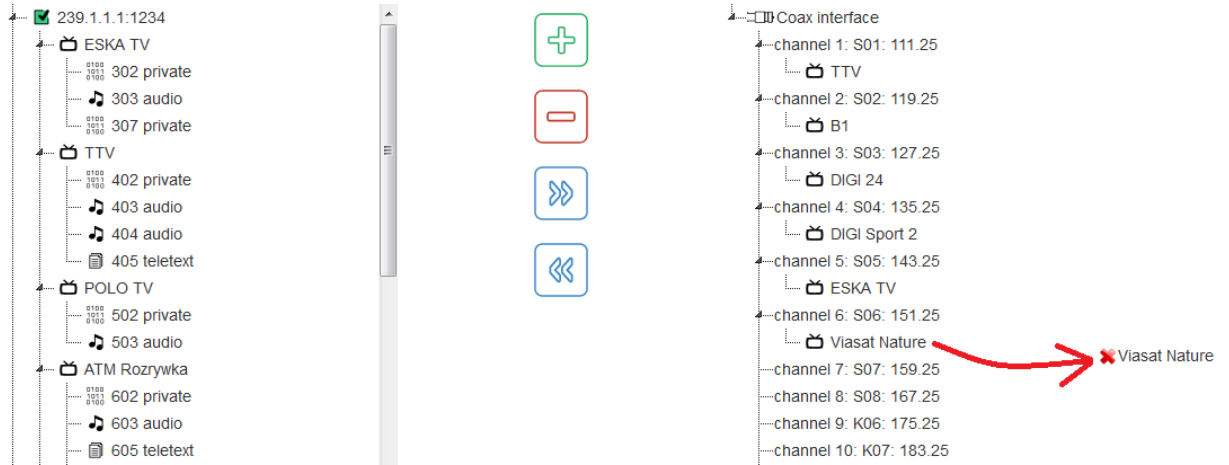 239.1.1.1:1234
ESKA TV
302 private
303 audio
307 private
TTV
402 private
403 audio
404 audio
405 teletext
POLO TV
502 private
503 audio
ATM Rozrywka
602 private
603 audio
605 teletext
Coax interface
channel 1: S01: 111.25
TTV
channel 2: S02: 119.25
B1
channel 3: S03: 127.25
DIGI 24
channel 4: S04: 135.25
DIGI Sport 2
channel 5: S05: 143.25
ESKA TV
channel 6: S06: 151.25
Viasat Nature
Viasat Nature
channel 7: S07: 159.25
channel 8: S08: 167.25
channel 9: K06: 175.25
channel 10: K07: 183.25